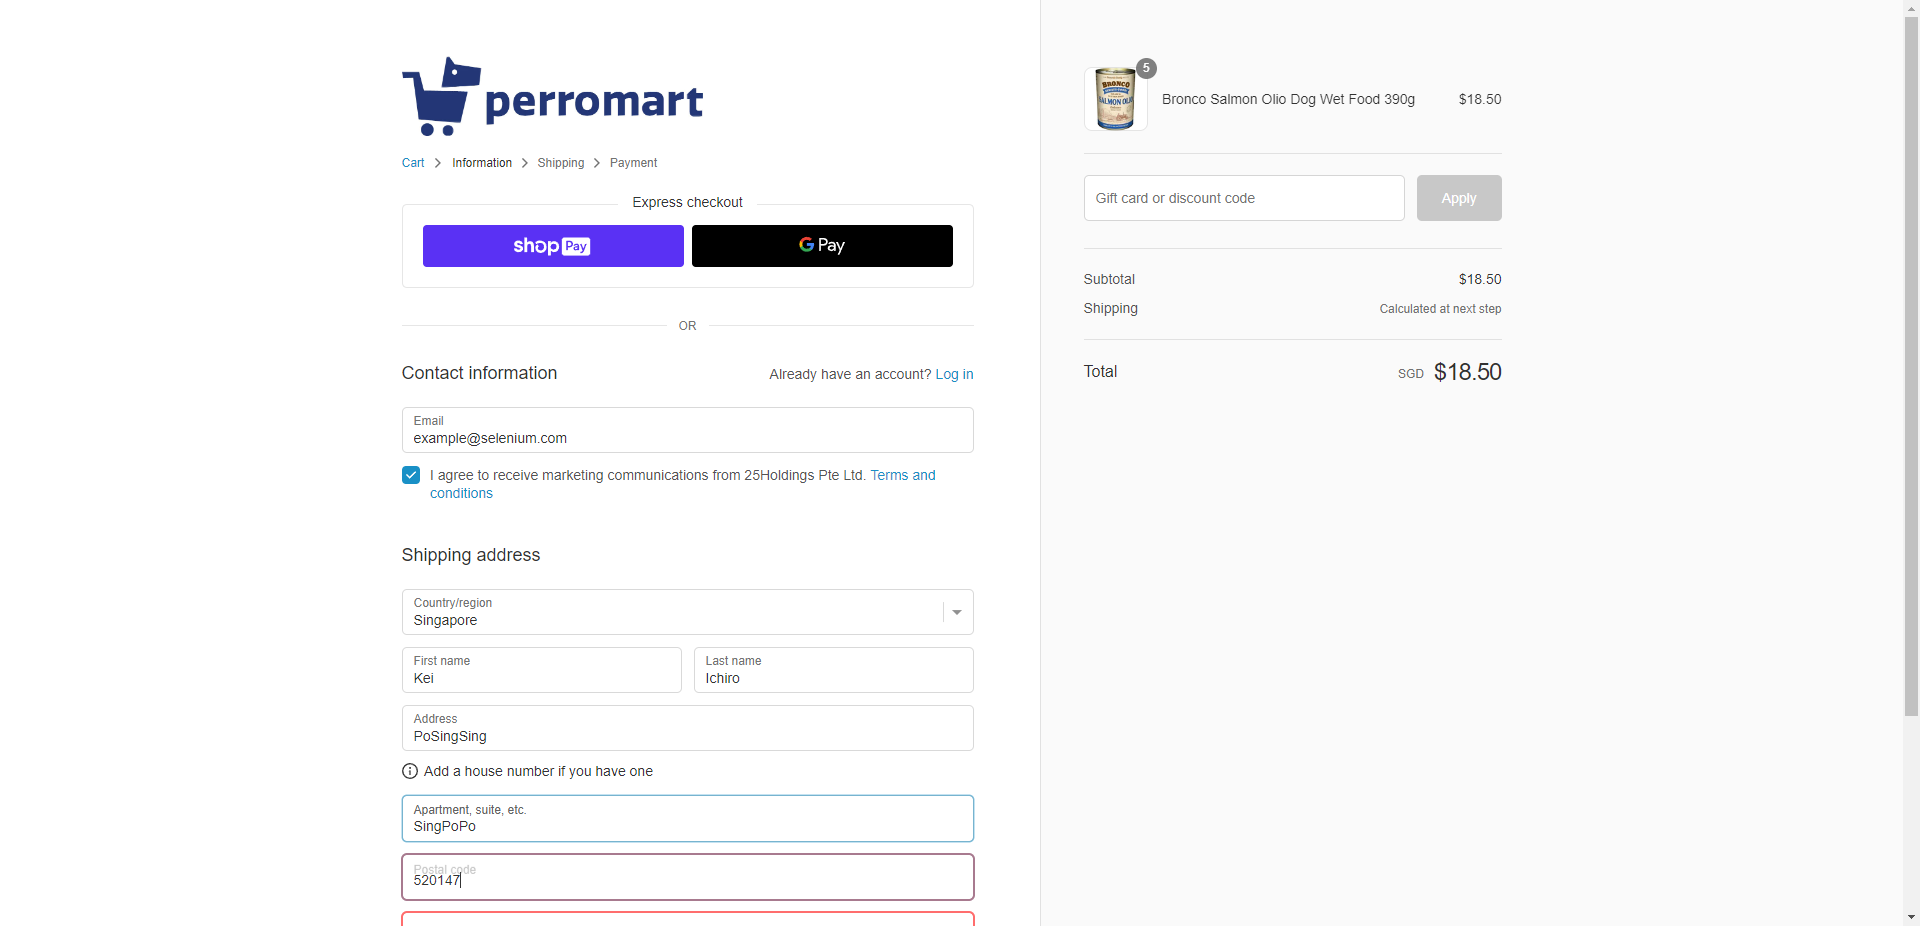 perromart
Cart > Information > Shipping > Payment
Express checkout
shop Pay
G Pay
OR
Contact information
Already have an account? Log in
Email
example@selenium.com
I agree to receive marketing communications from 25Holdings Pte Ltd. Terms and
conditions
Shipping address
Country/region
Singapore
First name
Kei
Last name
Ichiro
Address
PoSingSing
Add a house number if you have one
Apartment, suite, etc.
SingPoPo
Postal code
520147
5
BRONCO
SALMON OLIO
Bronco Salmon Olio Dog Wet Food 390g
$18.50
Gift card or discount code
Apply
Subtotal
$18.50
Shipping
Calculated at next step
Total
SGD $18.50